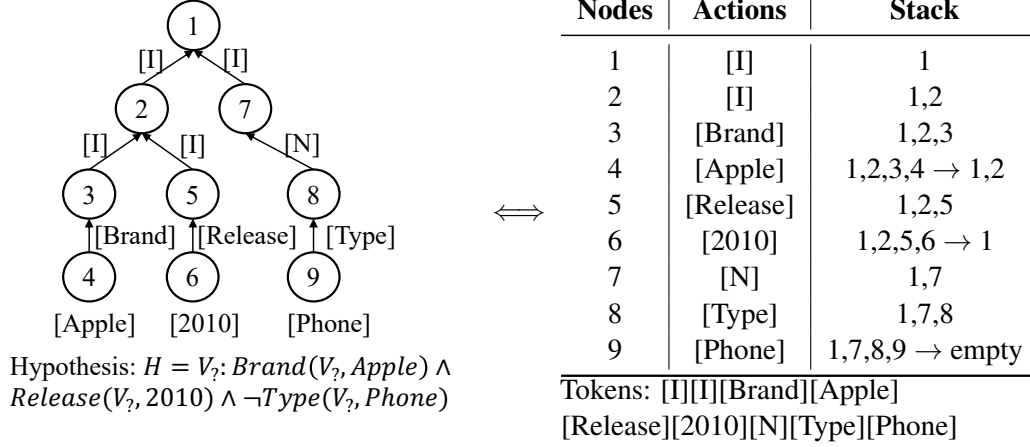 1
[I] [I]
2 7
[I] [I] [N]
3 5 8
[Brand] [Release] [Type]
4 6 9
[Apple] [2010] [Phone]
Hypothesis: H = V?: Brand(V?, Apple) ∧
Release(V?, 2010) ∧ ¬Type(V?, Phone)
⟺
Nodes Actions Stack
1 [I] 1
2 [I] 1,2
3 [Brand] 1,2,3
4 [Apple] 1,2,3,4 → 1,2
5 [Release] 1,2,5
6 [2010] 1,2,5,6 → 1
7 [N] 1,7
8 [Type] 1,7,8
9 [Phone] 1,7,8,9 → empty
Tokens: [I][I][Brand][Apple]
[Release][2010][N][Type][Phone]